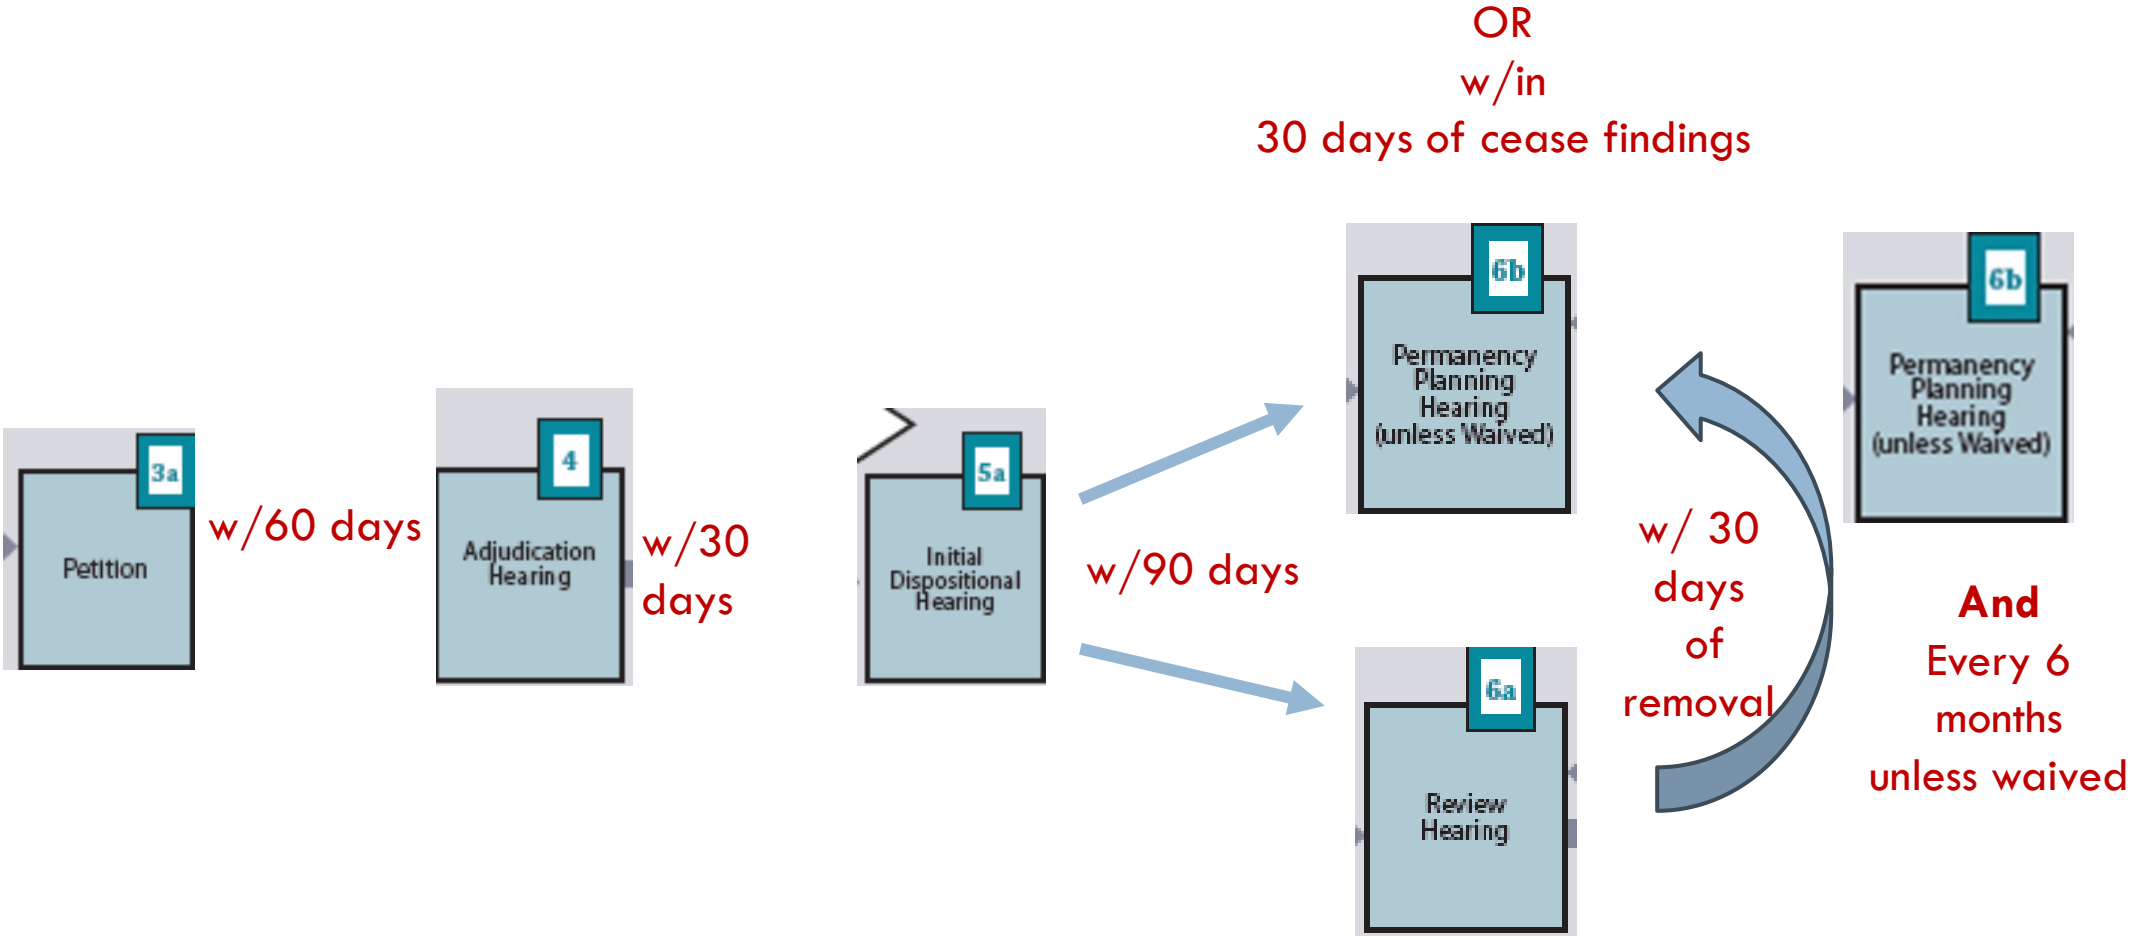 OR
w/in
30 days of cease findings
3a
Petition
w/60 days
4
Adjudication
Hearing
w/30
days
5a
Initial
Dispositional
Hearing
w/90 days
6b
Permanency
Planning
Hearing
(unless Waived)
6a
Review
Hearing
w/ 30
days
of
removal
6b
Permanency
Planning
Hearing
(unless Waived)
And
Every 6
months
unless waived